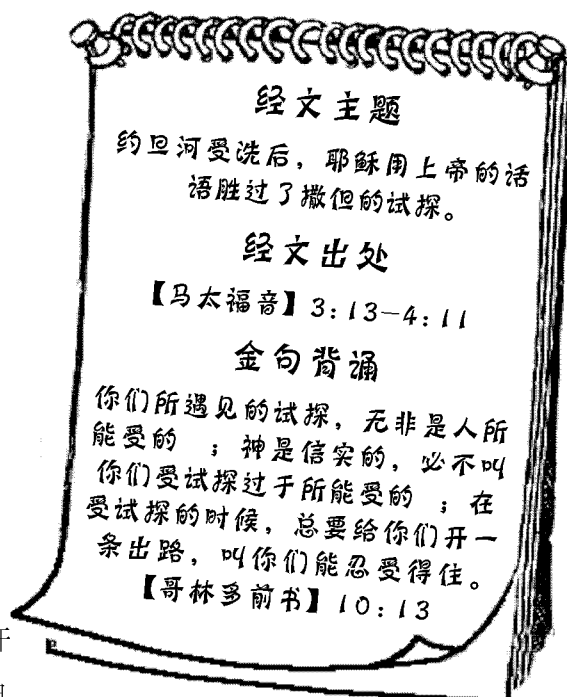 经文主题
约旦河受洗后，耶稣用上帝的话
语胜过了撒但的试探。
经文出处
【马太福音】3：13—4：11
金句背诵
你们所遇见的试探，无非是人所
能受的 ；神是信实的，必不叫
你们受试探过于所能受的 ；在
受试探的时候，总要给你们开一
条出路，叫你们能忍受得住。
【哥林多前书】10：13